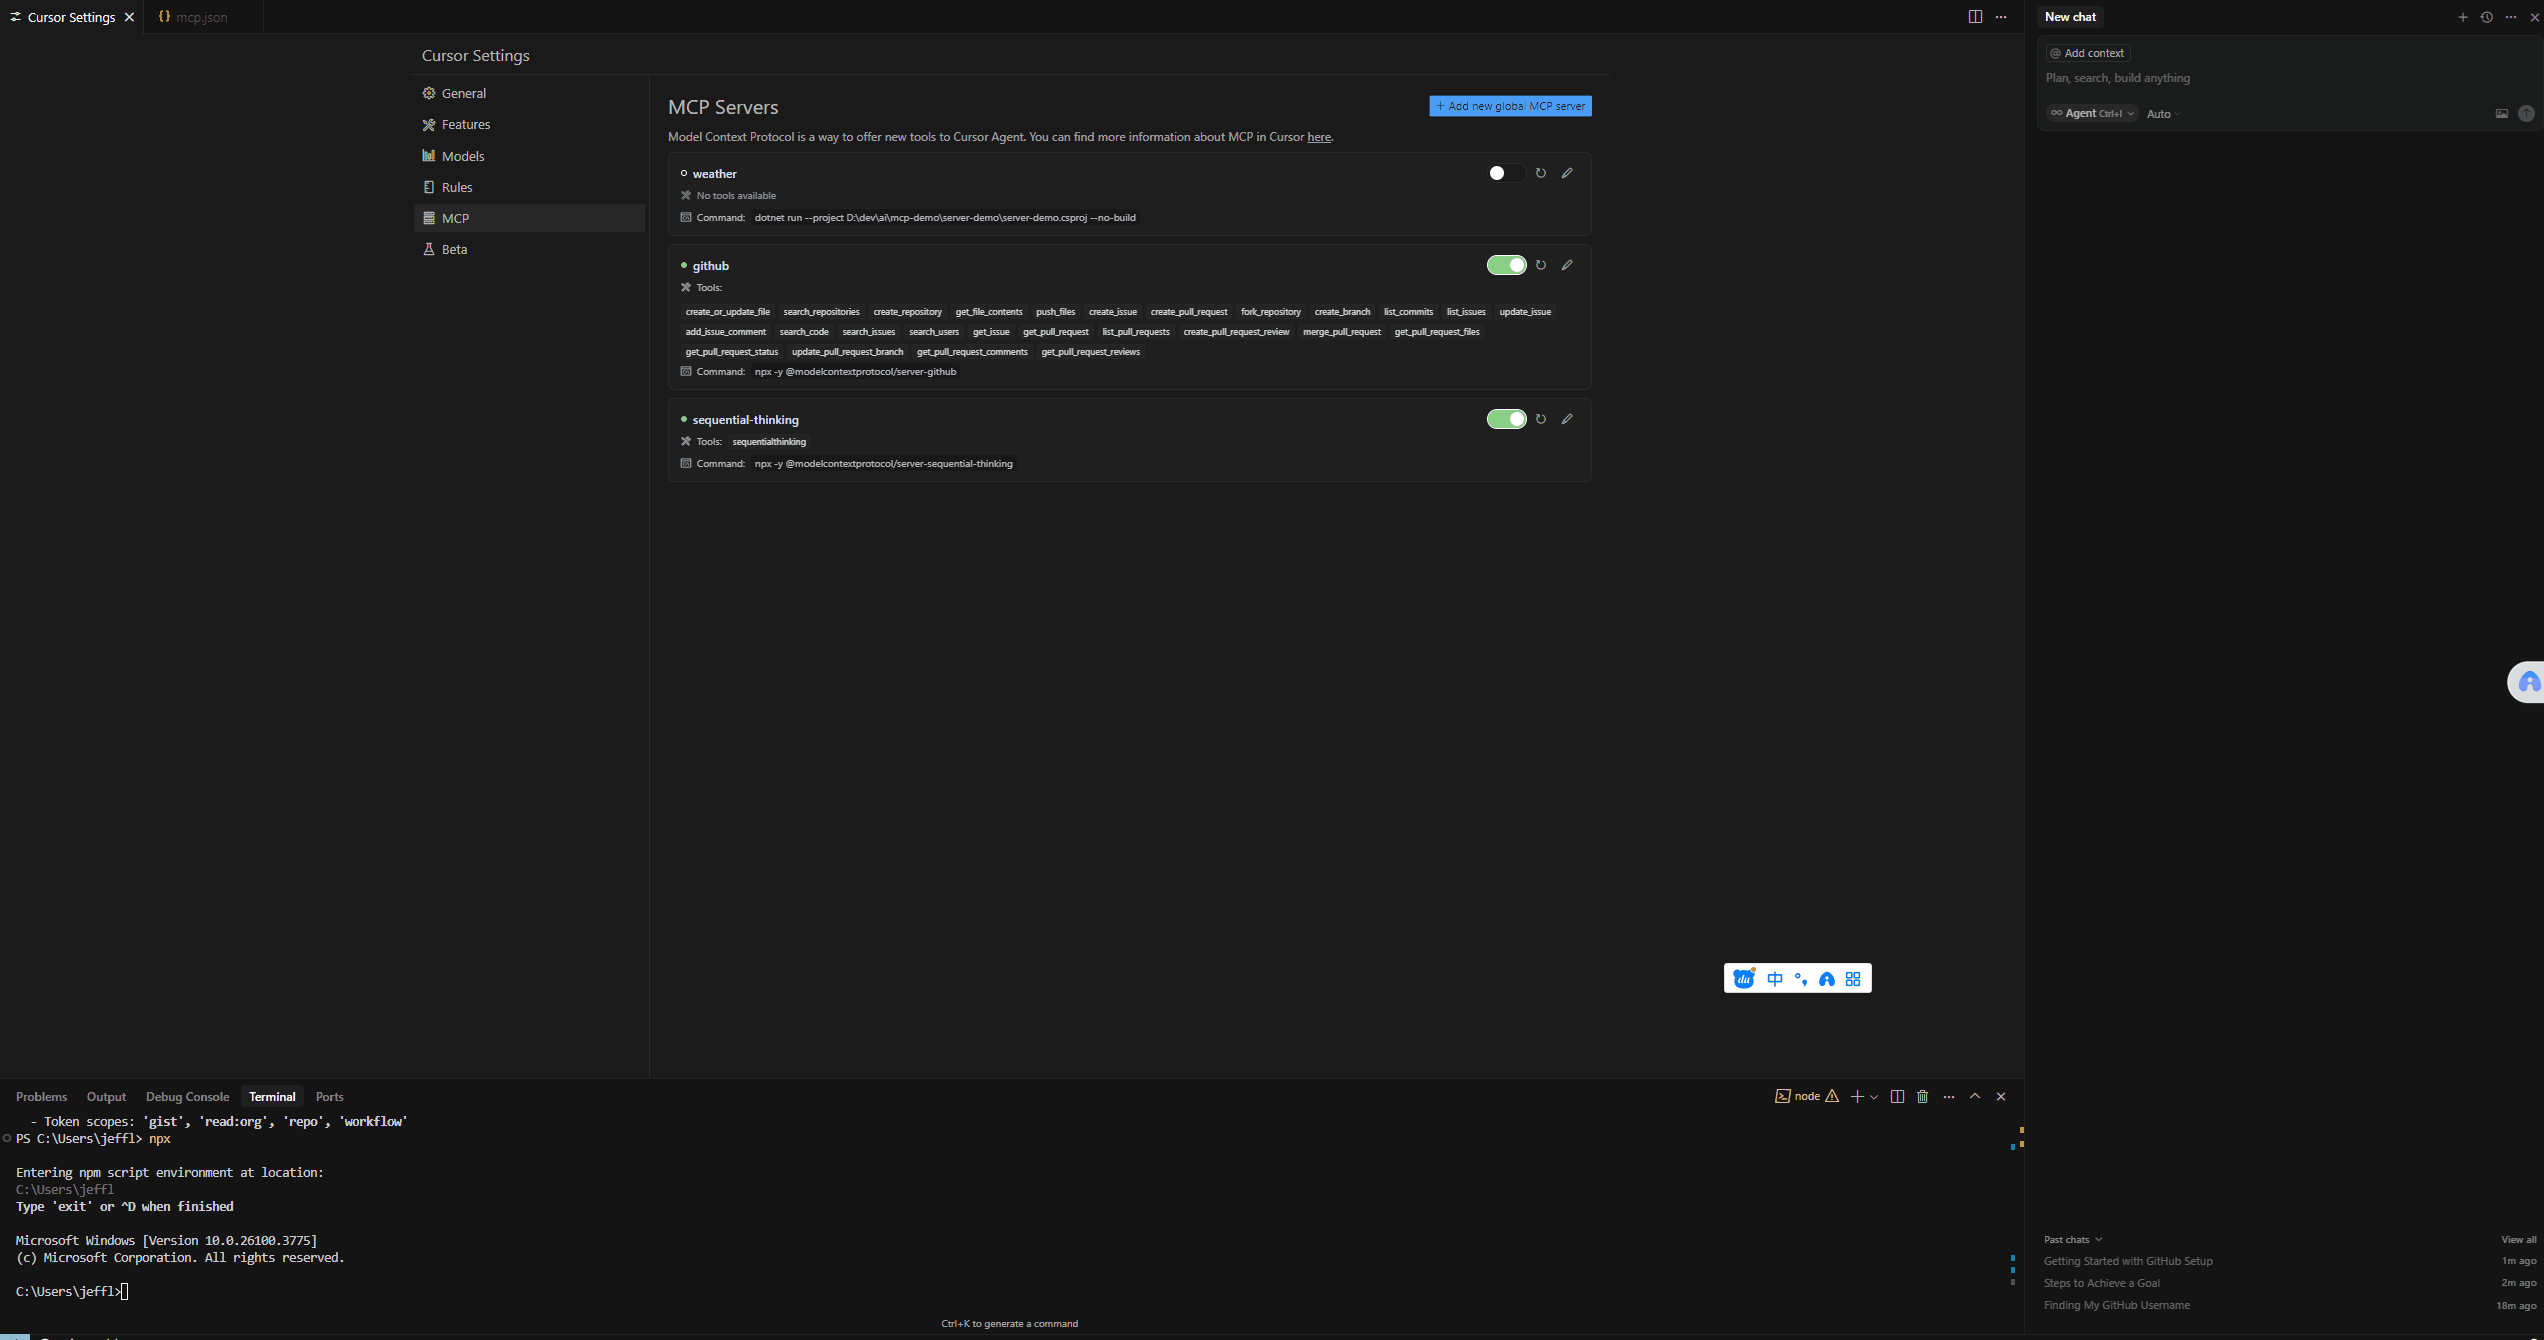 Cursor Settings
mcp.json
Cursor Settings
General
Features
Models
Rules
MCP
Beta
MCP Servers
+ Add new global MCP server
Model Context Protocol is a way to offer new tools to Cursor Agent. You can find more information about MCP in Cursor here.
weather
No tools available
Command: dotnet run --project D:\dev\ai\mcp-demo\server-demo\server-demo.csproj --no-build
github
Tools:
create_or_update_file search_repositories create_repository get_file_contents push_files create_issue create_pull_request fork_repository create_branch list_commits list_issues update_issue
add_issue_comment search_code search_issues search_users get_issue get_pull_request list_pull_requests create_pull_request_review merge_pull_request get_pull_request_files
get_pull_request_status update_pull_request_branch get_pull_request_comments get_pull_request_reviews
Command: npx -y @modelcontextprotocol/server-github
sequential-thinking
Tools: sequentialthinking
Command: npx -y @modelcontextprotocol/server-sequential-thinking
du 中
Problems Output Debug Console Terminal Ports
node
- Token scopes: 'gist', 'read:org', 'repo', 'workflow'
PS C:\Users\jeffl> npx
Entering npm script environment at location:
C:\Users\jeffl
Type 'exit' or ^D when finished
Microsoft Windows [Version 10.0.26100.3775]
(c) Microsoft Corporation. All rights reserved.
C:\Users\jeffl>
Ctrl+K to generate a command
New chat
@ Add context
Plan, search, build anything
Agent Ctrl+I Auto
Past chats View all
Getting Started with GitHub Setup 1m ago
Steps to Achieve a Goal 2m ago
Finding My GitHub Username 18m ago